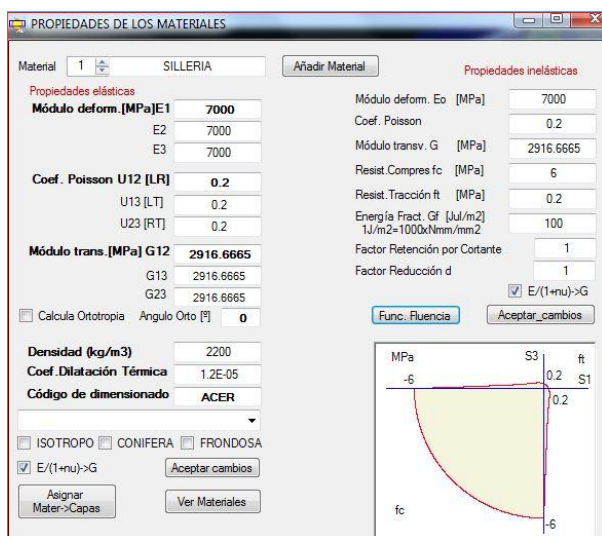 PROPIEDADES DE LOS MATERIALES
Material 1 SILLERIA Añadir Material
Propiedades elásticas
Módulo deform.[MPa]E1 7000
E2 7000
E3 7000
Coef. Poisson U12 [LR] 0.2
U13 [LT] 0.2
U23 [RT] 0.2
Módulo trans.[MPa] G12 2916.6665
G13 2916.6665
G23 2916.6665
Calcula Ortotropia Angulo Orto [º] 0
Densidad (kg/m3) 2200
Coef.Dilatación Térmica 1.2E-05
Código de dimensionado ACER
ISOTROPO CONIFERA FRONDOSA
E/(1+nu)->G Aceptar cambios
Asignar
Mater->Capas
Ver Materiales
Propiedades inelásticas
Módulo deform. Eo [MPa] 7000
Coef. Poisson 0.2
Módulo transv. G [MPa] 2916.6665
Resist.Compres fc [MPa] 6
Resist.Tracción ft [MPa] 0.2
Energía Fract. Gf [Jul/m2] 100
1J/m2=1000xNmm/mm2
Factor Retención por Cortante 1
Factor Reducción d 1
E/(1+nu)->G
Func. Fluencia Aceptar_cambios
MPa S3 ft
-6 0.2 S1
0.2
fc
-6